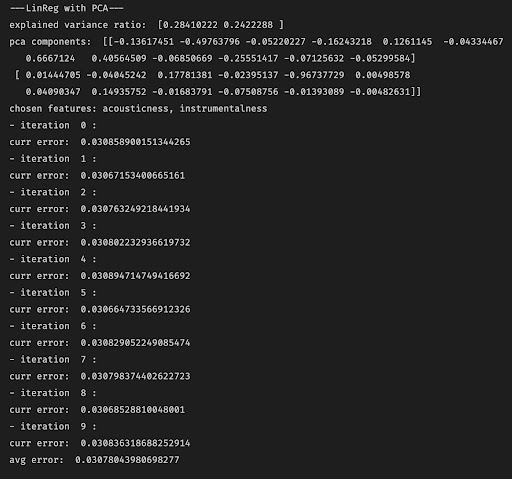 ---LinReg with PCA---
explained variance ratio:  [0.28410222 0.2422288 ]
pca components:  [[-0.13617451 -0.49763796 -0.05220227 -0.16243218  0.1261145  -0.04334467
   0.6667124   0.40564509 -0.06850669 -0.25551417 -0.07125632 -0.05299584]
 [ 0.01444705 -0.04045242  0.17781381 -0.02395137 -0.96737729  0.00498578
   0.04090347  0.14935752 -0.01683791 -0.07508756 -0.01393089 -0.00482631]]
chosen features: acousticness, instrumentalness
- iteration  0 :
curr error:  0.030858900151344265
- iteration  1 :
curr error:  0.03067153400665161
- iteration  2 :
curr error:  0.030763249218441934
- iteration  3 :
curr error:  0.030802232936619732
- iteration  4 :
curr error:  0.030894714749416692
- iteration  5 :
curr error:  0.030664733566912326
- iteration  6 :
curr error:  0.030829052249085474
- iteration  7 :
curr error:  0.030798374402622723
- iteration  8 :
curr error:  0.03068528810048001
- iteration  9 :
curr error:  0.030836318688252914
avg error:  0.03078043980698277